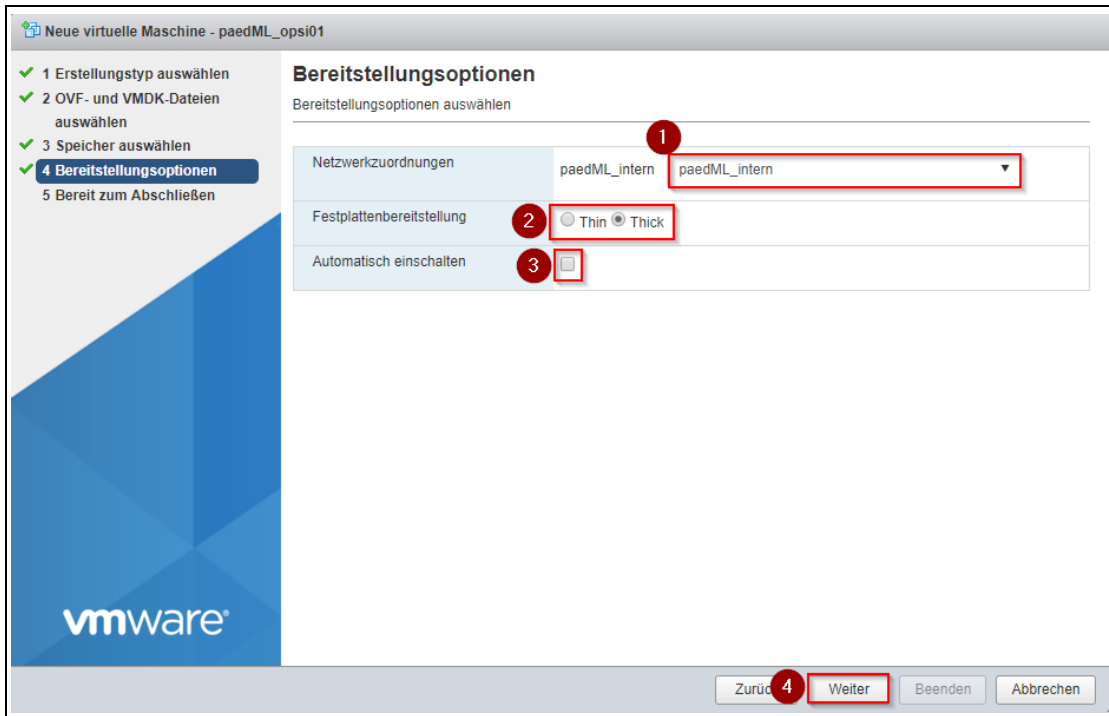 Neue virtuelle Maschine - paedML_opsi01
1 Erstellungstyp auswählen
2 OVF- und VMDK-Dateien
auswählen
3 Speicher auswählen
4 Bereitstellungsoptionen
5 Bereit zum Abschließen
Bereitstellungsoptionen
Bereitstellungsoptionen auswählen
1
Netzwerkzuordnungen paedML_intern paedML_intern
Festplattenbereitstellung 2 Thin Thick
Automatisch einschalten 3
vmware®
4 Weiter Beenden Abbrechen